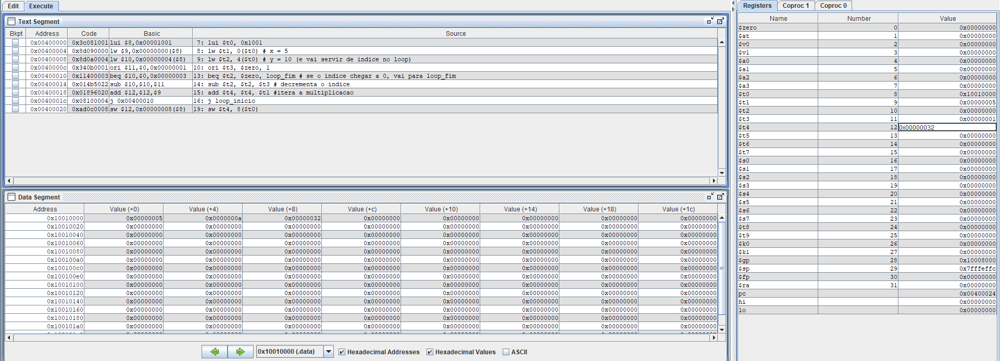 Edit Execute
Text Segment
Bkpt Address Code Basic Source
0x00400000 0x3c081001 lui $8,0x00001001 7: lui $t0, 0x1001
0x00400004 0x8d090000 lw $9,0x00000000($8) 8: lw $t1, 0($t0) # x = 5
0x00400008 0x8d0a0004 lw $10,0x00000004($8) 9: lw $t2, 4($t0) # y = 10 (e vai servir de indice no loop)
0x0040000c 0x340b0001 ori $11,$0,0x00000001 10: ori $t3, $zero, 1
0x00400010 0x11400003 beq $10,$0,0x00000003 13: beq $t2, $zero, loop_fim # se o indice chegar a 0, vai para loop_fim
0x00400014 0x014b5022 sub $10,$10,$11 14: sub $t2, $t2, $t3 # decrementa o indice
0x00400018 0x01896020 add $12,$12,$9 15: add $t4, $t4, $t1 #itera a multiplicacao
0x0040001c 0x08100004 j 0x00400010 16: j loop_inicio
0x00400020 0xad0c0008 sw $12,0x00000008($8) 19: sw $t4, 8($t0)
Data Segment
Address Value (+0) Value (+4) Value (+8) Value (+c) Value (+10) Value (+14) Value (+18) Value (+1c)
0x10010000 0x00000005 0x0000000a 0x00000032 0x00000000 0x00000000 0x00000000 0x00000000 0x00000000
0x10010020 0x00000000 0x00000000 0x00000000 0x00000000 0x00000000 0x00000000 0x00000000 0x00000000
0x10010040 0x00000000 0x00000000 0x00000000 0x00000000 0x00000000 0x00000000 0x00000000 0x00000000
0x10010060 0x00000000 0x00000000 0x00000000 0x00000000 0x00000000 0x00000000 0x00000000 0x00000000
0x10010080 0x00000000 0x00000000 0x00000000 0x00000000 0x00000000 0x00000000 0x00000000 0x00000000
0x100100a0 0x00000000 0x00000000 0x00000000 0x00000000 0x00000000 0x00000000 0x00000000 0x00000000
0x100100c0 0x00000000 0x00000000 0x00000000 0x00000000 0x00000000 0x00000000 0x00000000 0x00000000
0x100100e0 0x00000000 0x00000000 0x00000000 0x00000000 0x00000000 0x00000000 0x00000000 0x00000000
0x10010100 0x00000000 0x00000000 0x00000000 0x00000000 0x00000000 0x00000000 0x00000000 0x00000000
0x10010120 0x00000000 0x00000000 0x00000000 0x00000000 0x00000000 0x00000000 0x00000000 0x00000000
0x10010140 0x00000000 0x00000000 0x00000000 0x00000000 0x00000000 0x00000000 0x00000000 0x00000000
0x10010160 0x00000000 0x00000000 0x00000000 0x00000000 0x00000000 0x00000000 0x00000000 0x00000000
0x10010180 0x00000000 0x00000000 0x00000000 0x00000000 0x00000000 0x00000000 0x00000000 0x00000000
0x100101a0 0x00000000 0x00000000 0x00000000 0x00000000 0x00000000 0x00000000 0x00000000 0x00000000
0x10010000 (.data) Hexadecimal Addresses Hexadecimal Values ASCII
Registers Coproc 1 Coproc 0
Name Number Value
$zero 0 0x00000000
$at 1 0x00000000
$v0 2 0x00000000
$v1 3 0x00000000
$a0 4 0x00000000
$a1 5 0x00000000
$a2 6 0x00000000
$a3 7 0x00000000
$t0 8 0x10010000
$t1 9 0x00000005
$t2 10 0x00000000
$t3 11 0x00000001
$t4 12 0x00000032
$t5 13 0x00000000
$t6 14 0x00000000
$t7 15 0x00000000
$s0 16 0x00000000
$s1 17 0x00000000
$s2 18 0x00000000
$s3 19 0x00000000
$s4 20 0x00000000
$s5 21 0x00000000
$s6 22 0x00000000
$s7 23 0x00000000
$t8 24 0x00000000
$t9 25 0x00000000
$k0 26 0x00000000
$k1 27 0x00000000
$gp 28 0x10008000
$sp 29 0x7fffeffc
$fp 30 0x00000000
$ra 31 0x00000000
pc 0x00400024
hi 0x00000000
lo 0x00000000